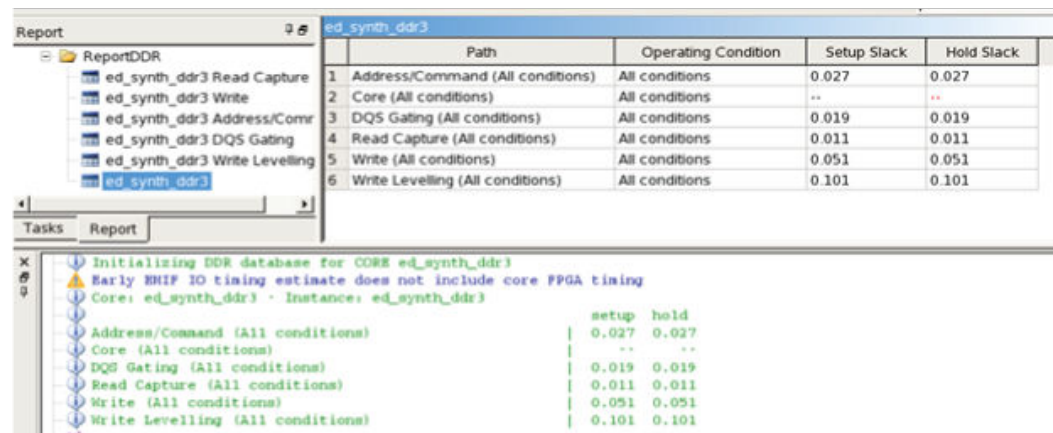 Report
ReportDDR
ed_synth_ddr3 Read Capture
ed_synth_ddr3 Write
ed_synth_ddr3 Address/Comr
ed_synth_ddr3 DQS Gating
ed_synth_ddr3 Write Levelling
ed_synth_ddr3
Tasks Report
ed_synth_ddr3
Path Operating Condition Setup Slack Hold Slack
1 Address/Command (All conditions) All conditions 0.027 0.027
2 Core (All conditions) All conditions -- --
3 DQS Gating (All conditions) All conditions 0.019 0.019
4 Read Capture (All conditions) All conditions 0.011 0.011
5 Write (All conditions) All conditions 0.051 0.051
6 Write Levelling (All conditions) All conditions 0.101 0.101
Initializing DDR database for CORE ed_synth_ddr3
Early EMIF IO timing estimate does not include core FPGA timing
Core: ed_synth_ddr3 - Instance: ed_synth_ddr3
setup hold
Address/Command (All conditions) | 0.027 0.027
Core (All conditions) | -- --
DQS Gating (All conditions) | 0.019 0.019
Read Capture (All conditions) | 0.011 0.011
Write (All conditions) | 0.051 0.051
Write Levelling (All conditions) | 0.101 0.101